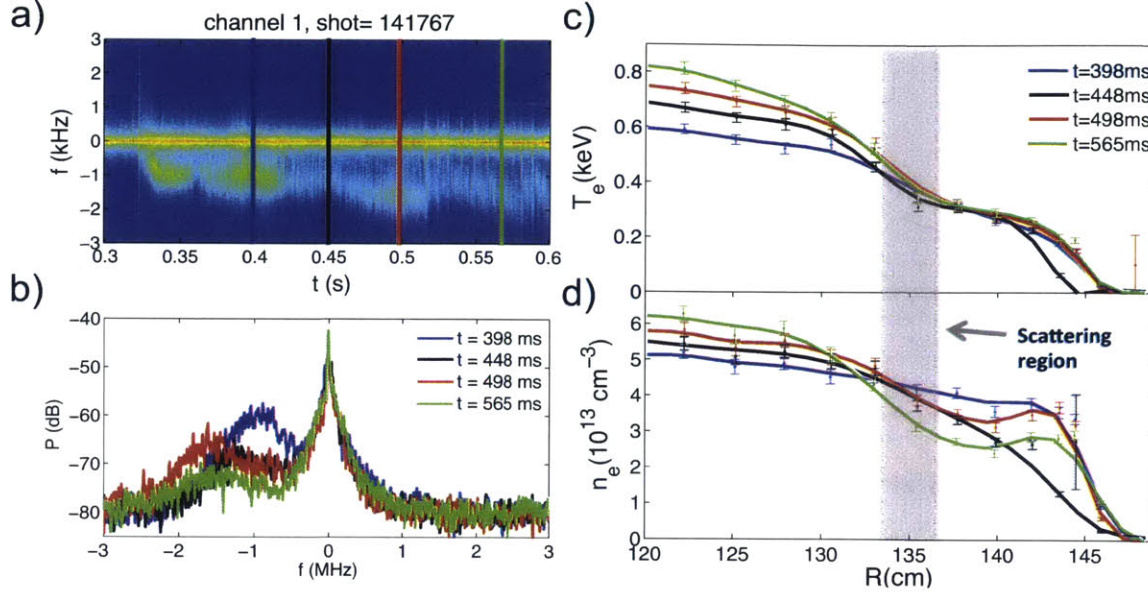 a)
channel 1, shot= 141767
f (kHz)
3
2
1
0
−1
−2
−3
0.3
0.35
0.4
0.45
0.5
0.55
0.6
t (s)
b)
P (dB)
−40
−50
−60
−70
−80
t = 398 ms
t = 448 ms
t = 498 ms
t = 565 ms
−3
−2
−1
0
1
2
3
f (MHz)
c)
T_e(keV)
0.8
0.6
0.4
0.2
0
t=398ms
t=448ms
t=498ms
t=565ms
d)
n_e(10^13 cm^−3)
6
5
4
3
2
1
0
Scattering
region
120
125
130
135
140
145
R(cm)